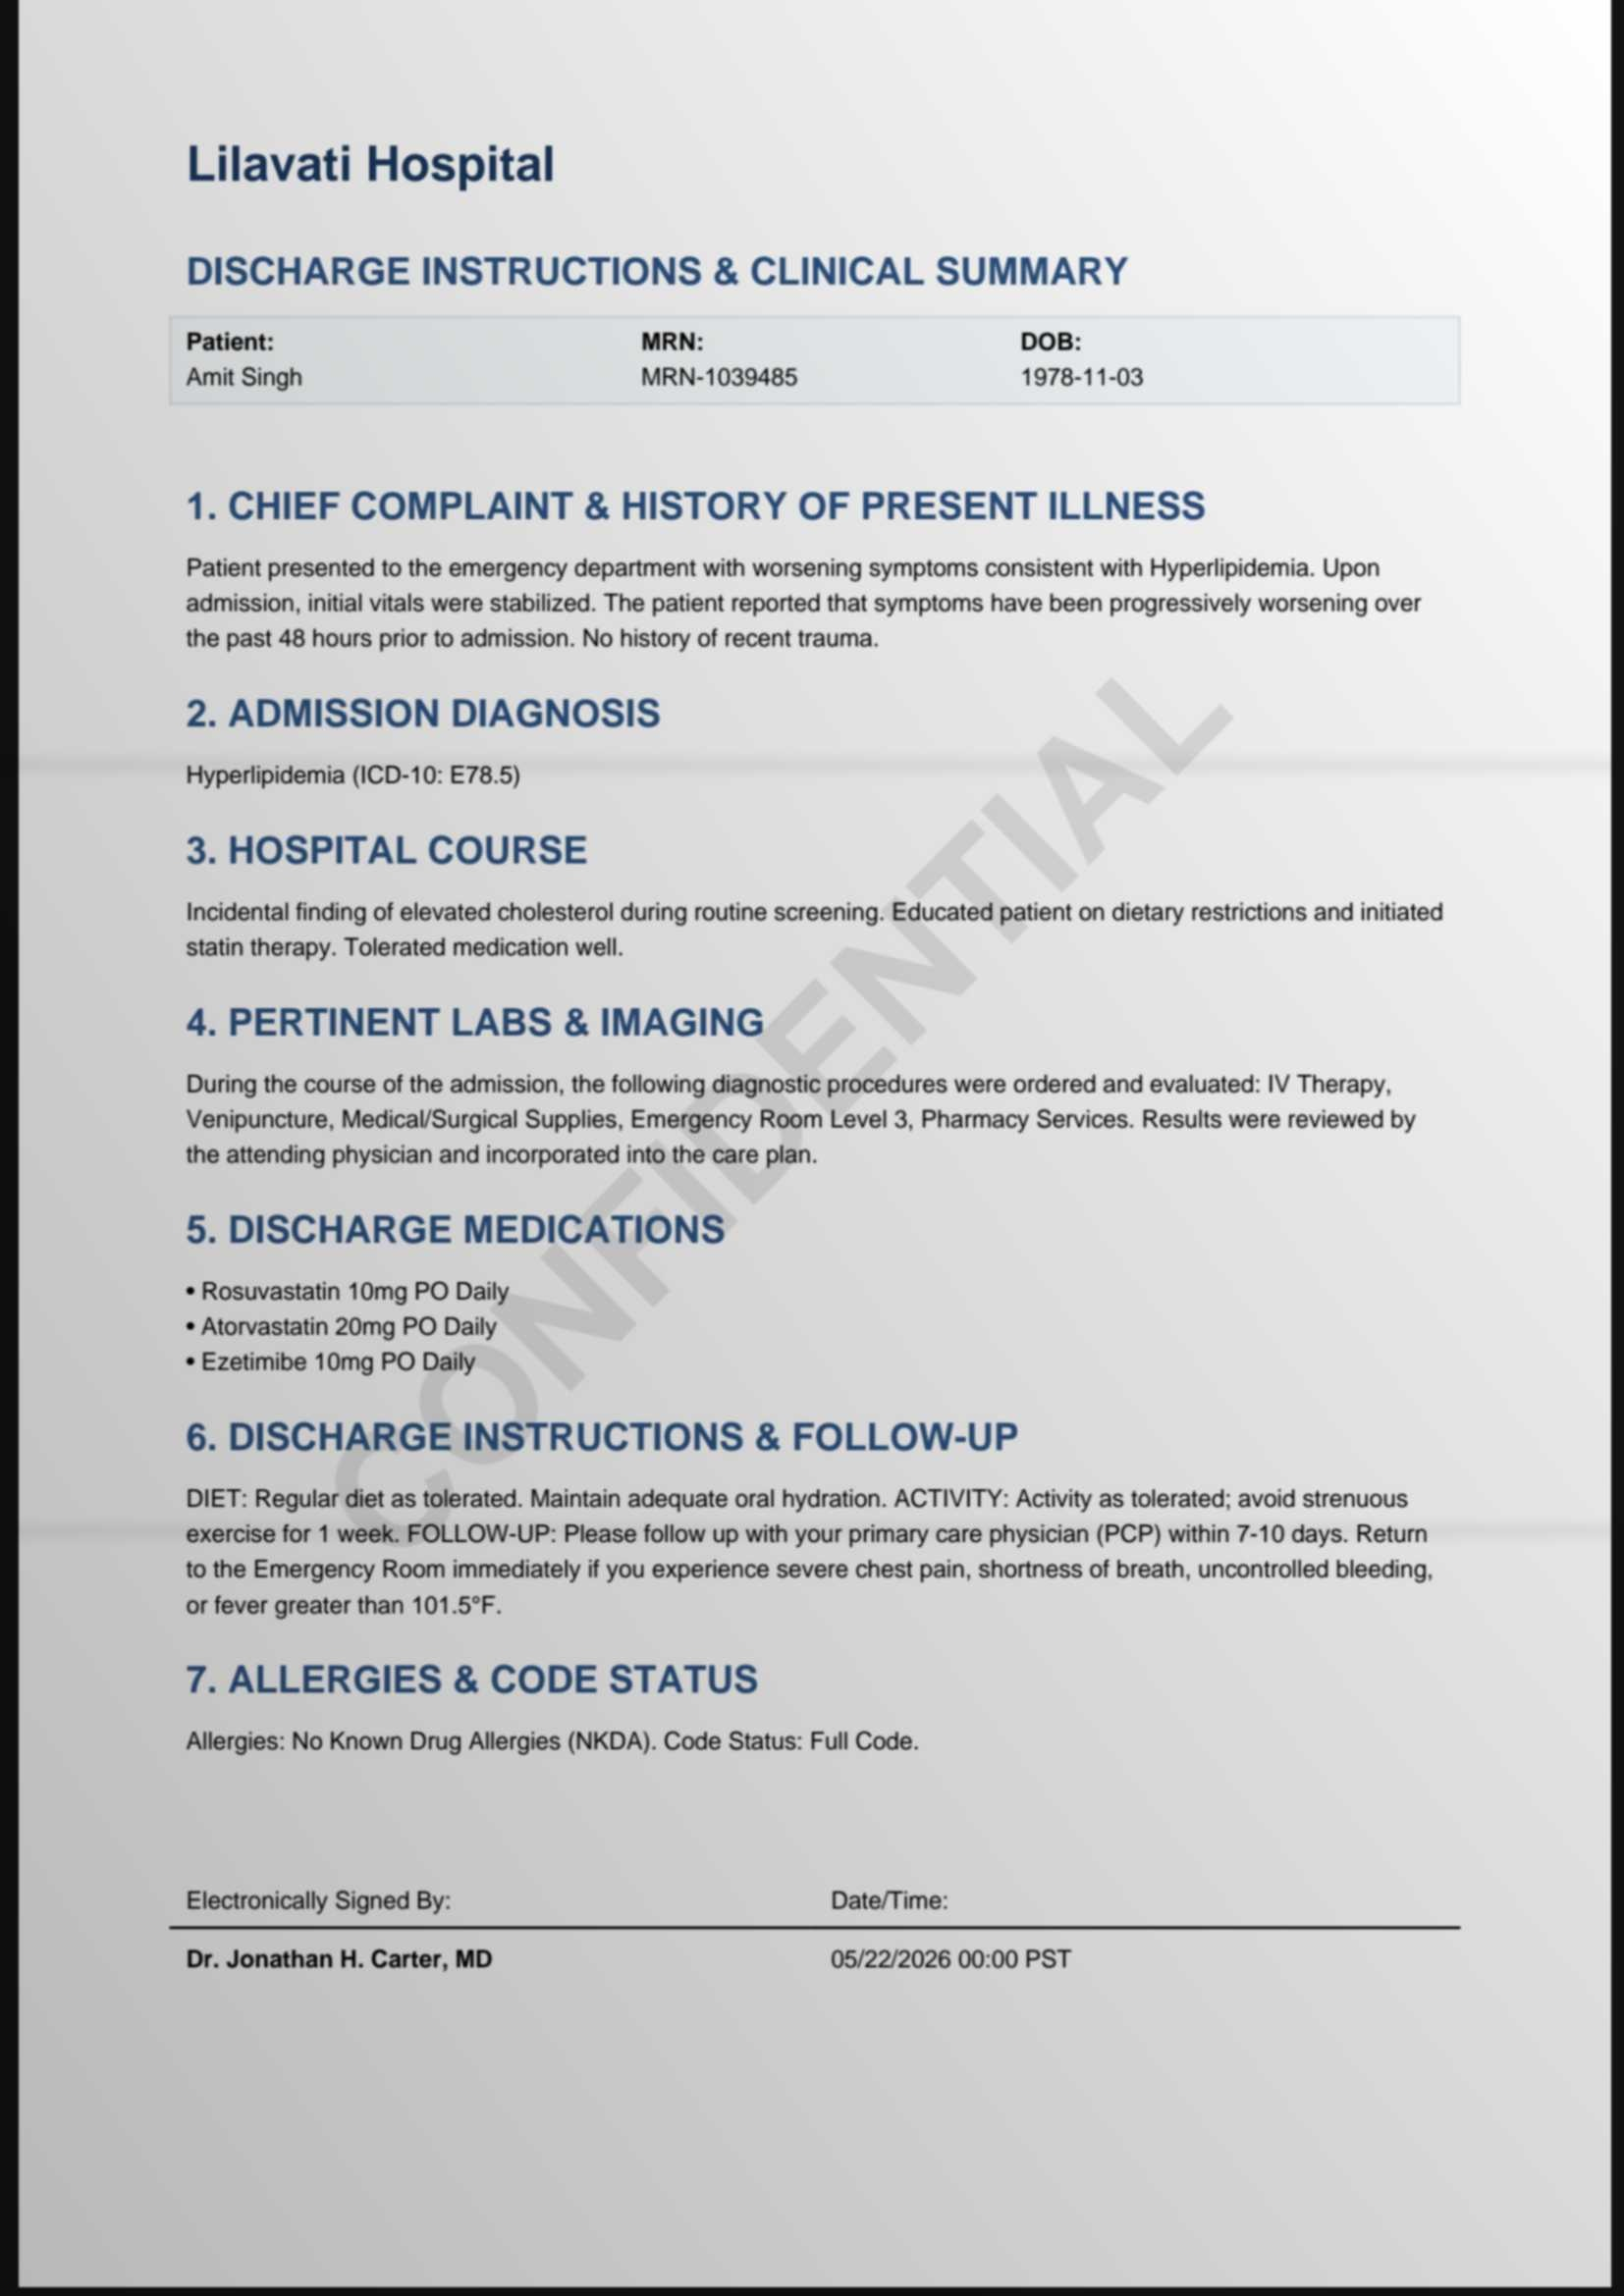 Lilavati Hospital
DISCHARGE INSTRUCTIONS & CLINICAL SUMMARY
Patient: MRN: DOB:
Amit Singh MRN-1039485 1978-11-03
1. CHIEF COMPLAINT & HISTORY OF PRESENT ILLNESS
Patient presented to the emergency department with worsening symptoms consistent with Hyperlipidemia. Upon
admission, initial vitals were stabilized. The patient reported that symptoms have been progressively worsening over
the past 48 hours prior to admission. No history of recent trauma.
2. ADMISSION DIAGNOSIS
Hyperlipidemia (ICD-10: E78.5)
3. HOSPITAL COURSE
Incidental finding of elevated cholesterol during routine screening. Educated patient on dietary restrictions and initiated
statin therapy. Tolerated medication well.
4. PERTINENT LABS & IMAGING
During the course of the admission, the following diagnostic procedures were ordered and evaluated: IV Therapy,
Venipuncture, Medical/Surgical Supplies, Emergency Room Level 3, Pharmacy Services. Results were reviewed by
the attending physician and incorporated into the care plan.
5. DISCHARGE MEDICATIONS
• Rosuvastatin 10mg PO Daily
• Atorvastatin 20mg PO Daily
• Ezetimibe 10mg PO Daily
6. DISCHARGE INSTRUCTIONS & FOLLOW-UP
DIET: Regular diet as tolerated. Maintain adequate oral hydration. ACTIVITY: Activity as tolerated; avoid strenuous
exercise for 1 week. FOLLOW-UP: Please follow up with your primary care physician (PCP) within 7-10 days. Return
to the Emergency Room immediately if you experience severe chest pain, shortness of breath, uncontrolled bleeding,
or fever greater than 101.5°F.
7. ALLERGIES & CODE STATUS
Allergies: No Known Drug Allergies (NKDA). Code Status: Full Code.
Electronically Signed By: Date/Time:
Dr. Jonathan H. Carter, MD 05/22/2026 00:00 PST
CONFIDENTIAL